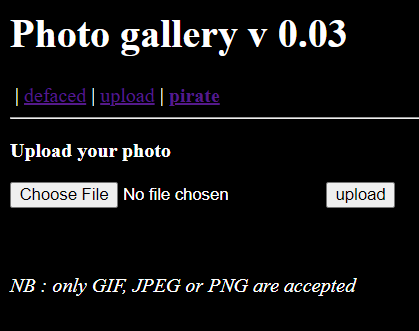 Photo gallery v 0.03
| defaced | upload | pirate
Upload your photo
Choose File No file chosen upload
NB : only GIF, JPEG or PNG are accepted